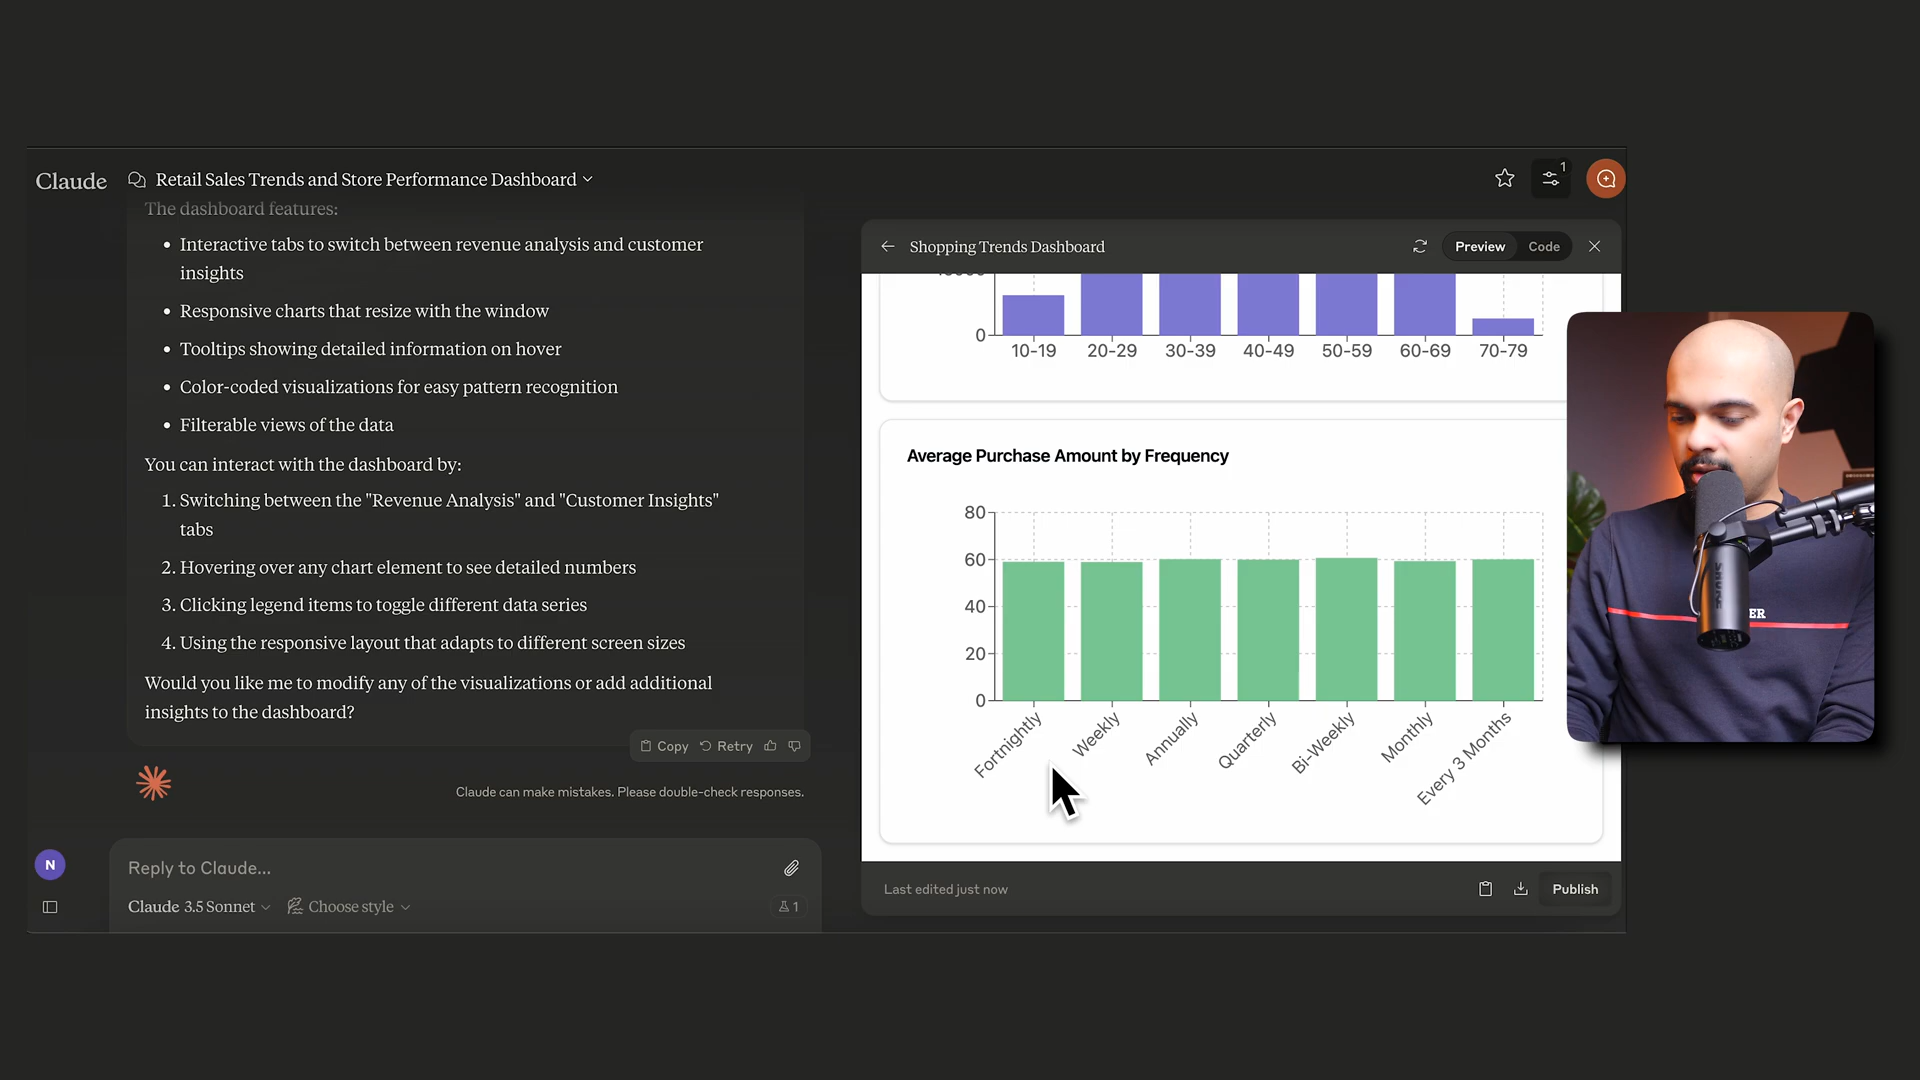 Claude
Retail Sales Trends and Store Performance Dashboard
1
The dashboard features:
• Interactive tabs to switch between revenue analysis and customer
insights
• Responsive charts that resize with the window
• Tooltips showing detailed information on hover
• Color-coded visualizations for easy pattern recognition
• Filterable views of the data
You can interact with the dashboard by:
1. Switching between the "Revenue Analysis" and "Customer Insights"
tabs
2. Hovering over any chart element to see detailed numbers
3. Clicking legend items to toggle different data series
4. Using the responsive layout that adapts to different screen sizes
Would you like me to modify any of the visualizations or add additional
insights to the dashboard?
Copy Retry
Claude can make mistakes. Please double-check responses.
N
Reply to Claude...
Claude 3.5 Sonnet Choose style 1
Shopping Trends Dashboard
Preview Code
0
10-19 20-29 30-39 40-49 50-59 60-69 70-79
Average Purchase Amount by Frequency
80
60
40
20
0
Fortnightly Weekly Annually Quarterly Bi-Weekly Monthly Every 3 Months
Last edited just now
Publish
SHURE
ER